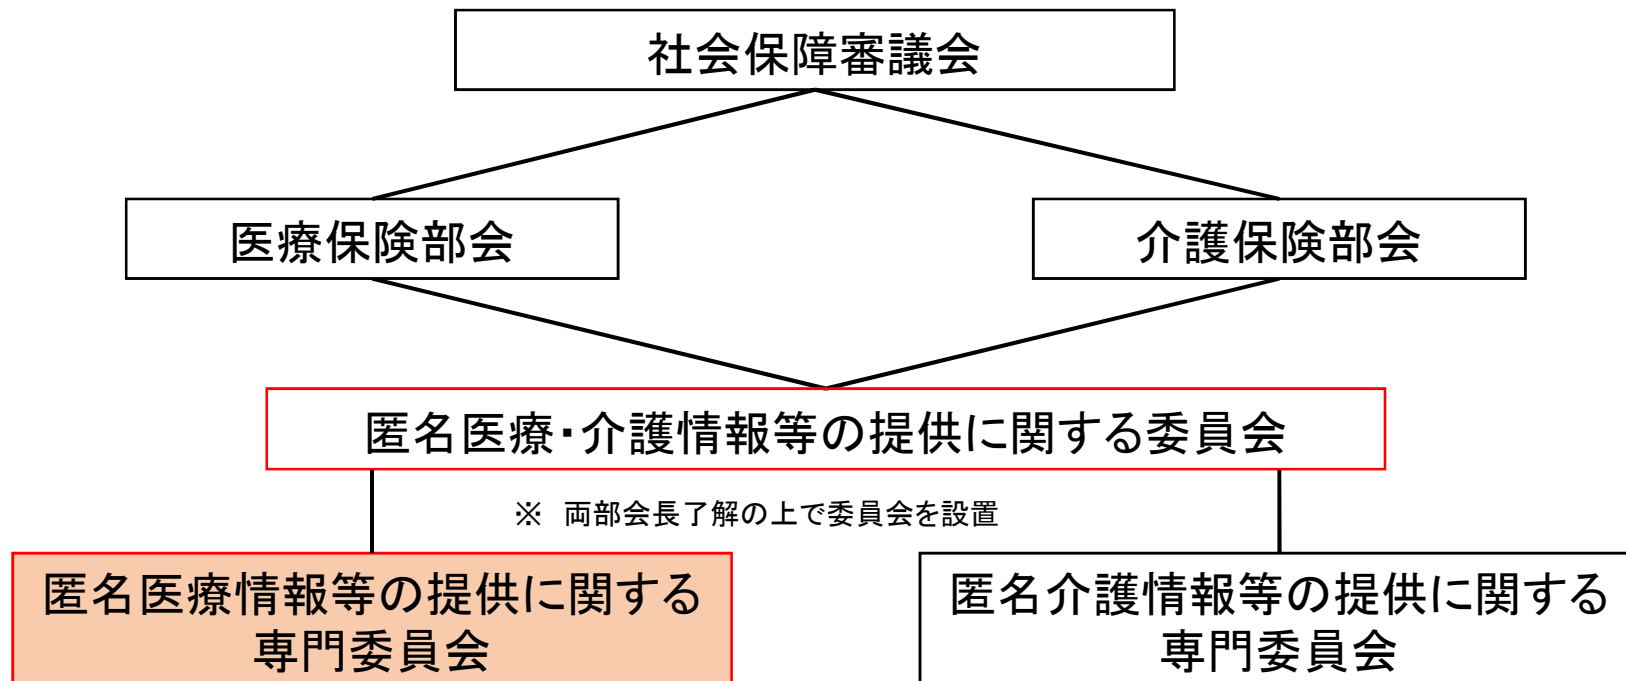 社会保障審議会
医療保険部会
介護保険部会
匿名医療・介護情報等の提供に関する委員会
※ 両部会長了解の上で委員会を設置
匿名医療情報等の提供に関する
専門委員会
匿名介護情報等の提供に関する
専門委員会